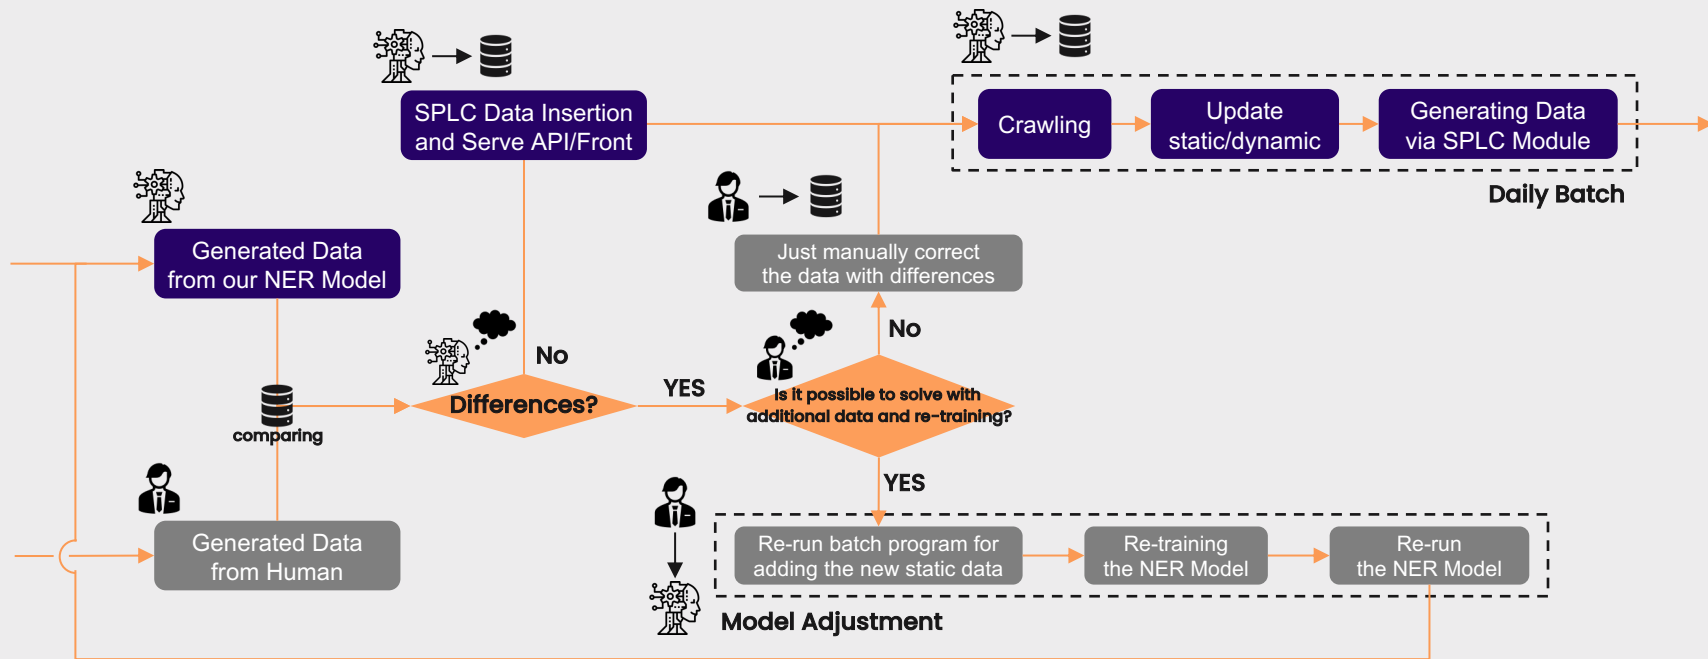 SPLC Data Insertion
and Serve API/Front
Crawling
Update
static/dynamic
Generating Data
via SPLC Module
Daily Batch
Generated Data
from our NER Model
Just manually correct
the data with differences
No
No
comparing
Differences?
YES
Is it possible to solve with
additional data and re-training?
YES
Generated Data
from Human
Re-run batch program for
adding the new static data
Re-training
the NER Model
Re-run
the NER Model
Model Adjustment